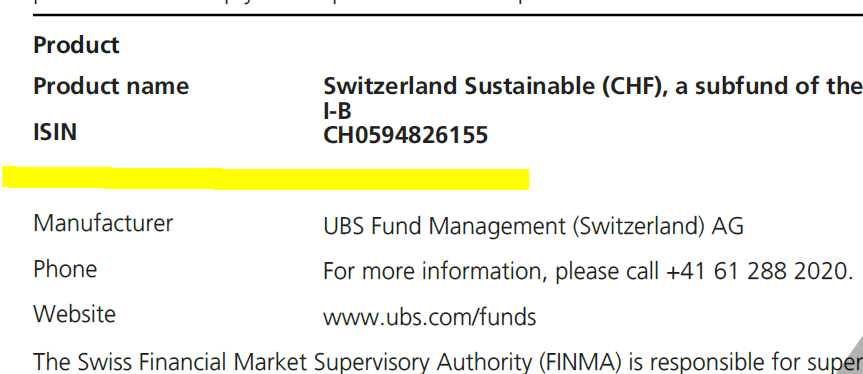 Product
Product name Switzerland Sustainable (CHF), a subfund of the
I-B
ISIN CH0594826155
Manufacturer UBS Fund Management (Switzerland) AG
Phone For more information, please call +41 61 288 2020.
Website www.ubs.com/funds
The Swiss Financial Market Supervisory Authority (FINMA) is responsible for super